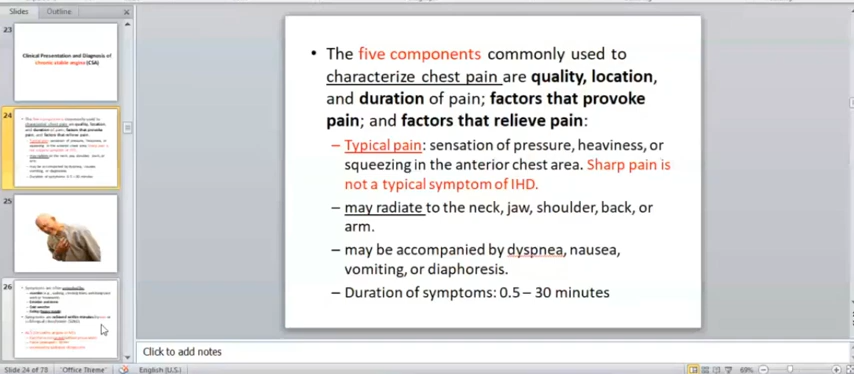 Slides
Outline
23
Clinical Presentation and Diagnosis of
chronic stable angina (CSA)
24
25
26
• The five components commonly used to
characterize chest pain are quality, location,
and duration of pain; factors that provoke
pain; and factors that relieve pain:
– Typical pain: sensation of pressure, heaviness, or
squeezing in the anterior chest area. Sharp pain is
not a typical symptom of IHD.
– may radiate to the neck, jaw, shoulder, back, or
arm.
– may be accompanied by dyspnea, nausea,
vomiting, or diaphoresis.
– Duration of symptoms: 0.5 – 30 minutes
Click to add notes
Slide 24 of 78
"Office Theme"
English (U.S.)
69%